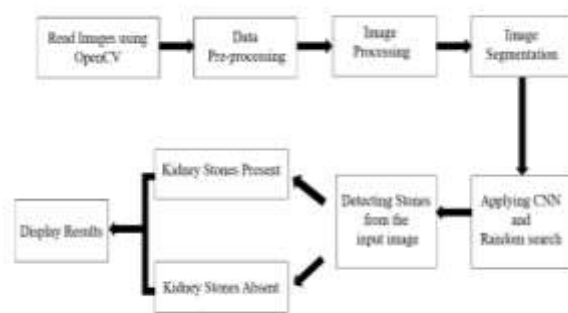 Read Images using
OpenCV
Data
Pre-processing
Image
Processing
Image
Segmentation
Applying CNN
and
Random search
Detecting Stones
from the
input image
Kidney Stones Present
Kidney Stones Absent
Display Results